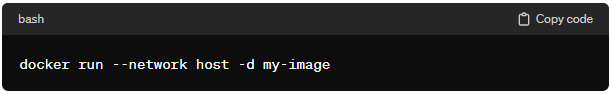 bash Copy code
docker run --network host -d my-image